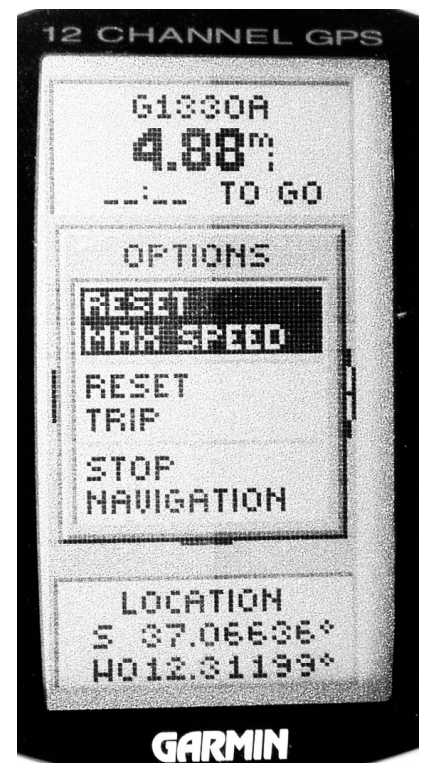 12 CHANNEL GPS
G1330A
4.88mi
__:__ TO GO
OPTIONS
RESET
MAX SPEED
RESET
TRIP
STOP
NAVIGATION
LOCATION
S 37.06636°
W012.31199°
GARMIN